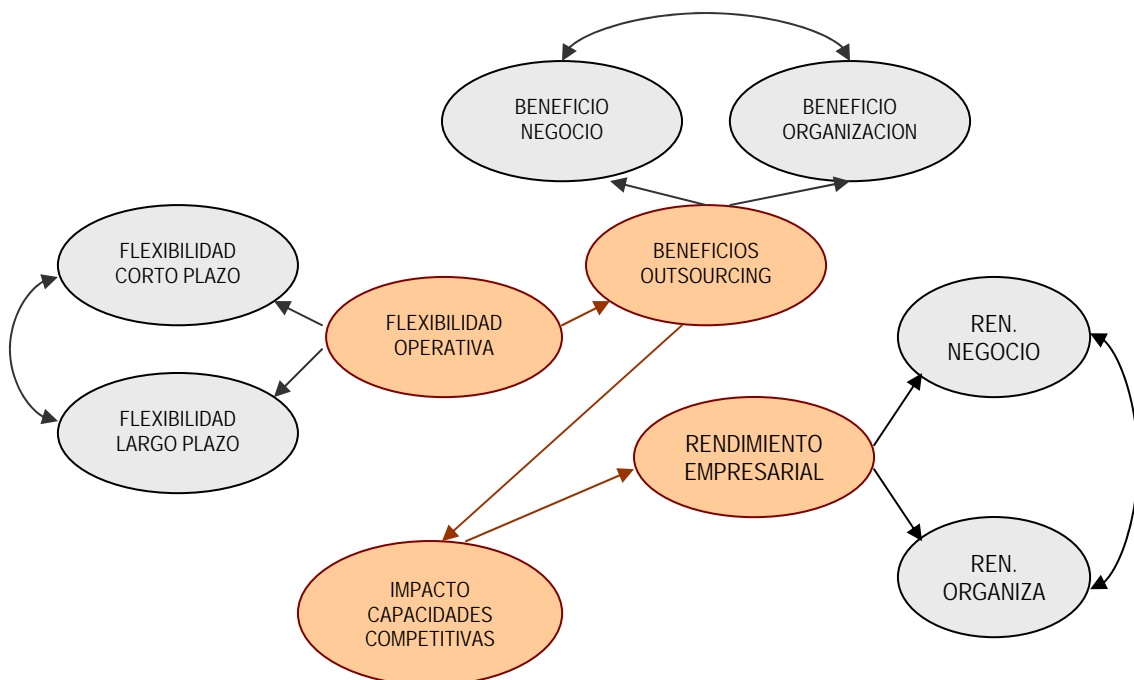 BENEFICIO
NEGOCIO
BENEFICIO
ORGANIZACION
FLEXIBILIDAD
CORTO PLAZO
BENEFICIOS
OUTSOURCING
FLEXIBILIDAD
OPERATIVA
REN.
NEGOCIO
FLEXIBILIDAD
LARGO PLAZO
RENDIMIENTO
EMPRESARIAL
REN.
ORGANIZA
IMPACTO
CAPACIDADES
COMPETITIVAS